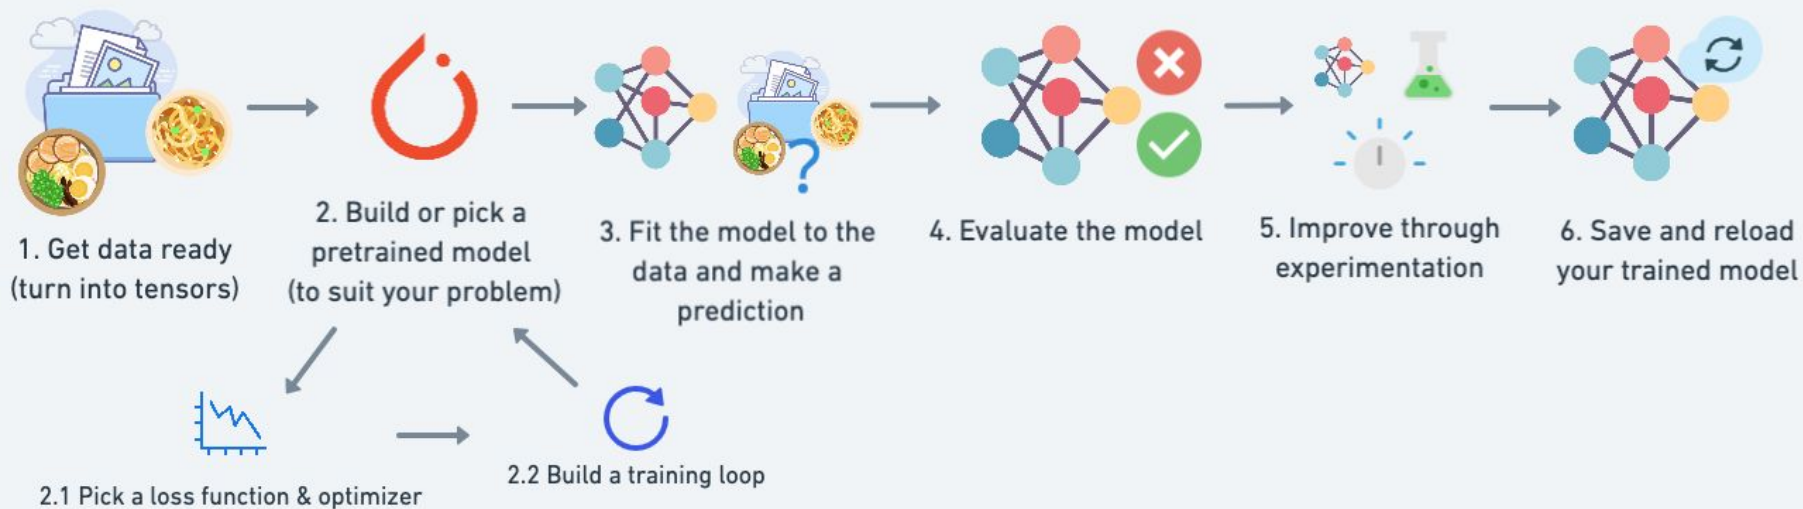 1. Get data ready
(turn into tensors)
2. Build or pick a
pretrained model
(to suit your problem)
3. Fit the model to the
data and make a
prediction
4. Evaluate the model
5. Improve through
experimentation
6. Save and reload
your trained model
2.1 Pick a loss function & optimizer
2.2 Build a training loop